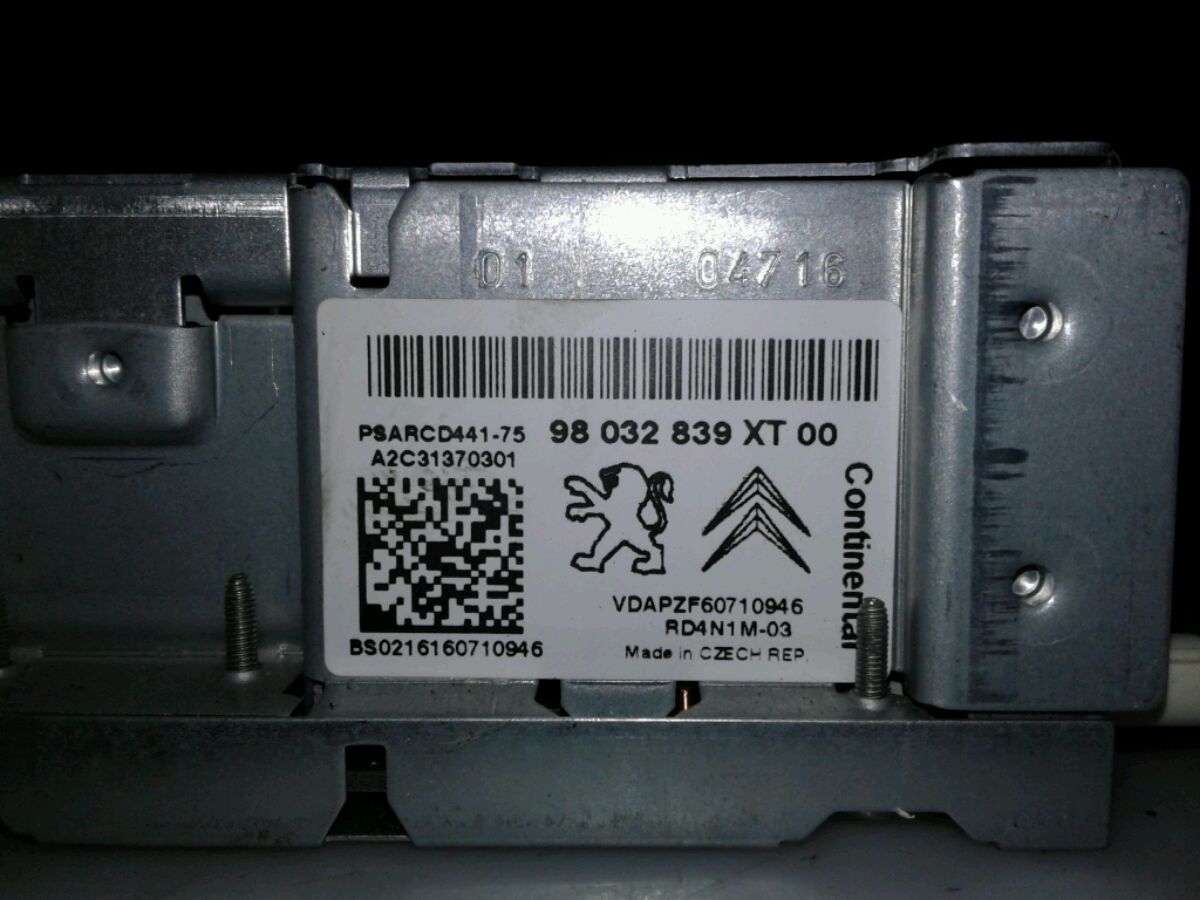 01 04716
PSARCD441-75 98 032 839 XT 00
A2C31370301
Continental
VDAPZF60710946
RD4N1M-03
BS0216160710946
Made in CZECH REP.